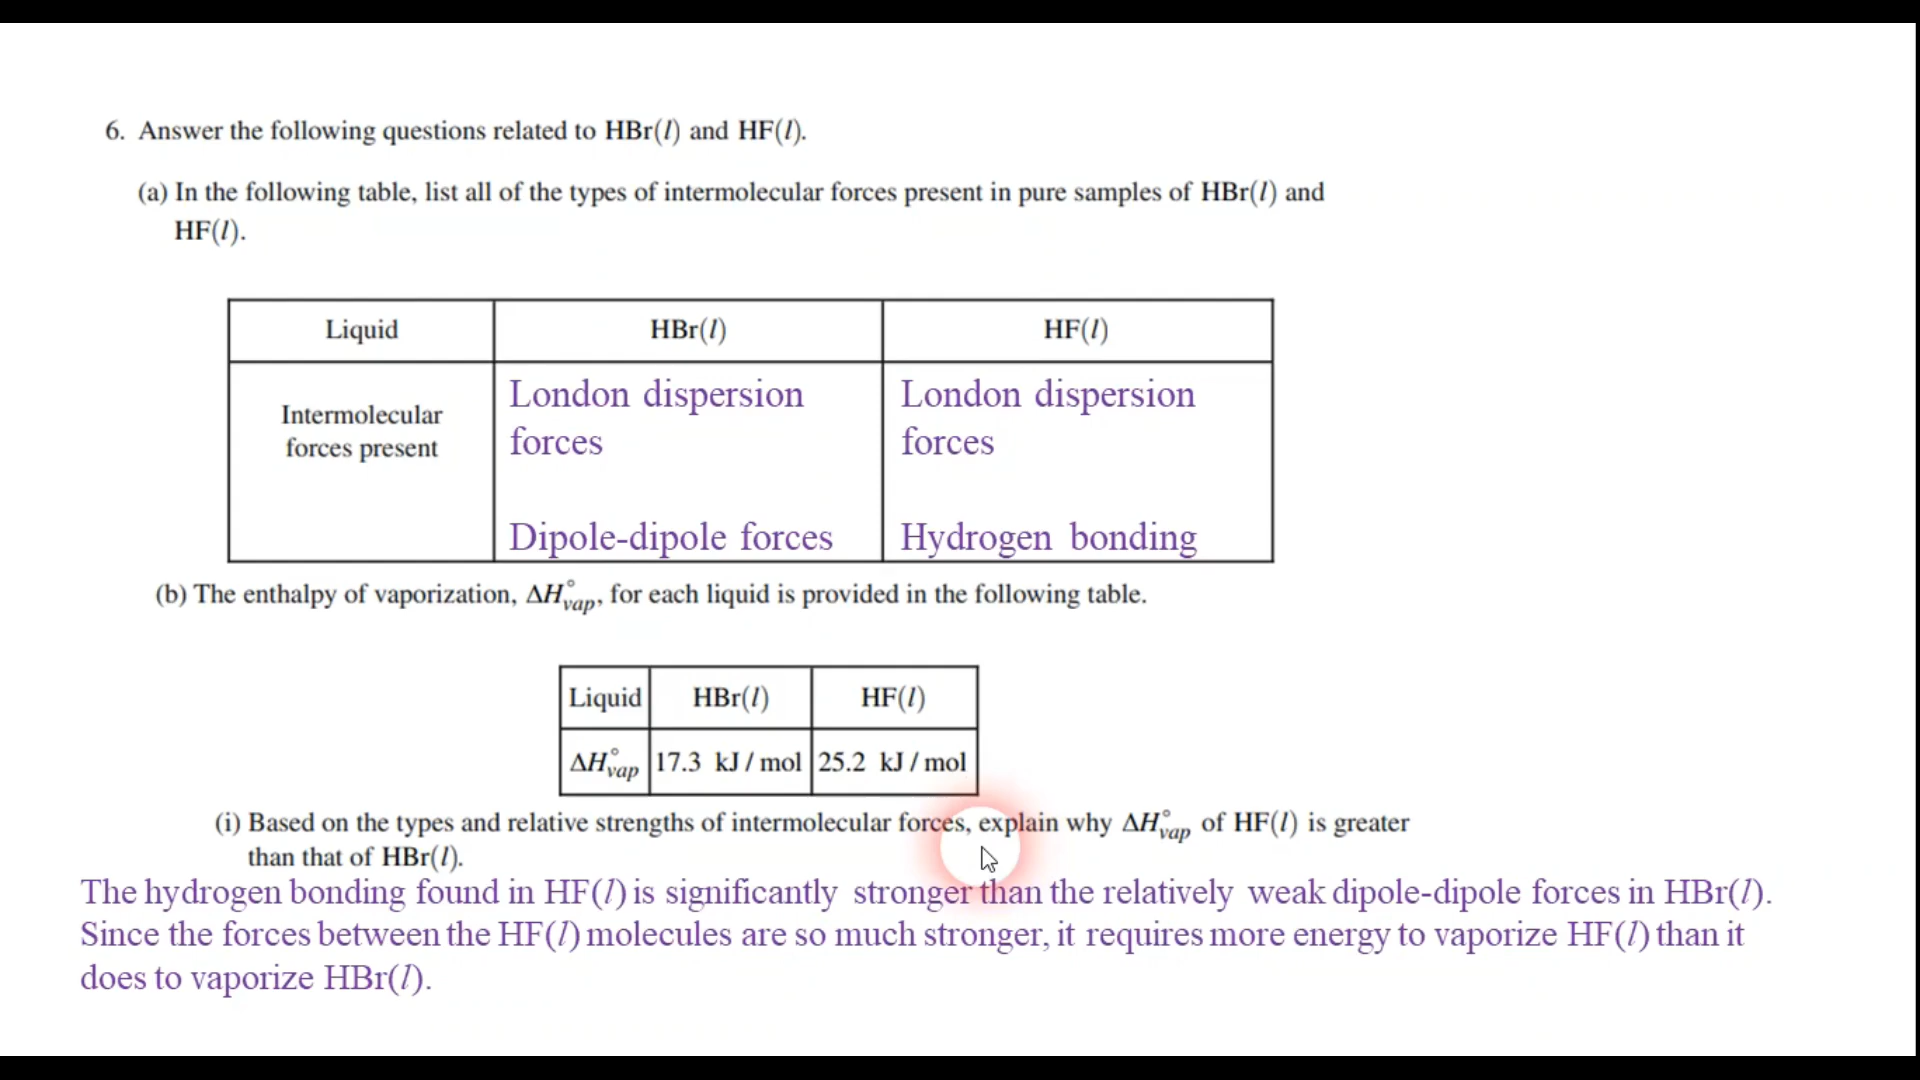 6. Answer the following questions related to HBr(l) and HF(l).
(a) In the following table, list all of the types of intermolecular forces present in pure samples of HBr(l) and
HF(l).
Liquid HBr(l) HF(l)
Intermolecular
forces present
London dispersion
forces
Dipole-dipole forces
London dispersion
forces
Hydrogen bonding
(b) The enthalpy of vaporization, ΔH°vap, for each liquid is provided in the following table.
Liquid HBr(l) HF(l)
ΔH°vap 17.3 kJ / mol 25.2 kJ / mol
(i) Based on the types and relative strengths of intermolecular forces, explain why ΔH°vap of HF(l) is greater
than that of HBr(l).
The hydrogen bonding found in HF(l) is significantly stronger than the relatively weak dipole-dipole forces in HBr(l).
Since the forces between the HF(l) molecules are so much stronger, it requires more energy to vaporize HF(l) than it
does to vaporize HBr(l).